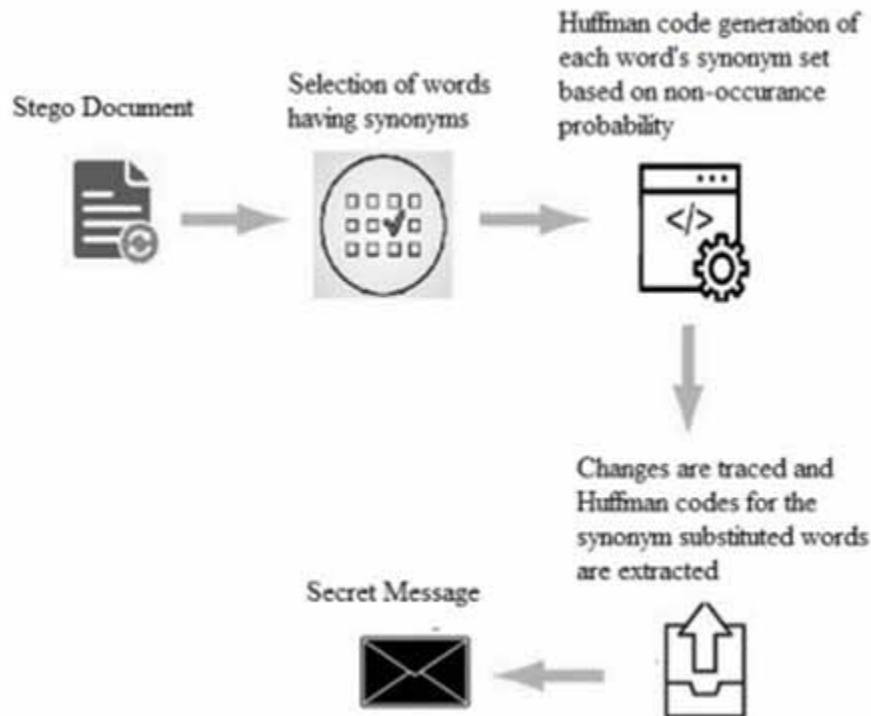 Stego Document
Selection of words
having synonyms
Huffman code generation of
each word's synonym set
based on non-occurance
probability
</>
Changes are traced and
Huffman codes for the
synonym substituted words
are extracted
Secret Message